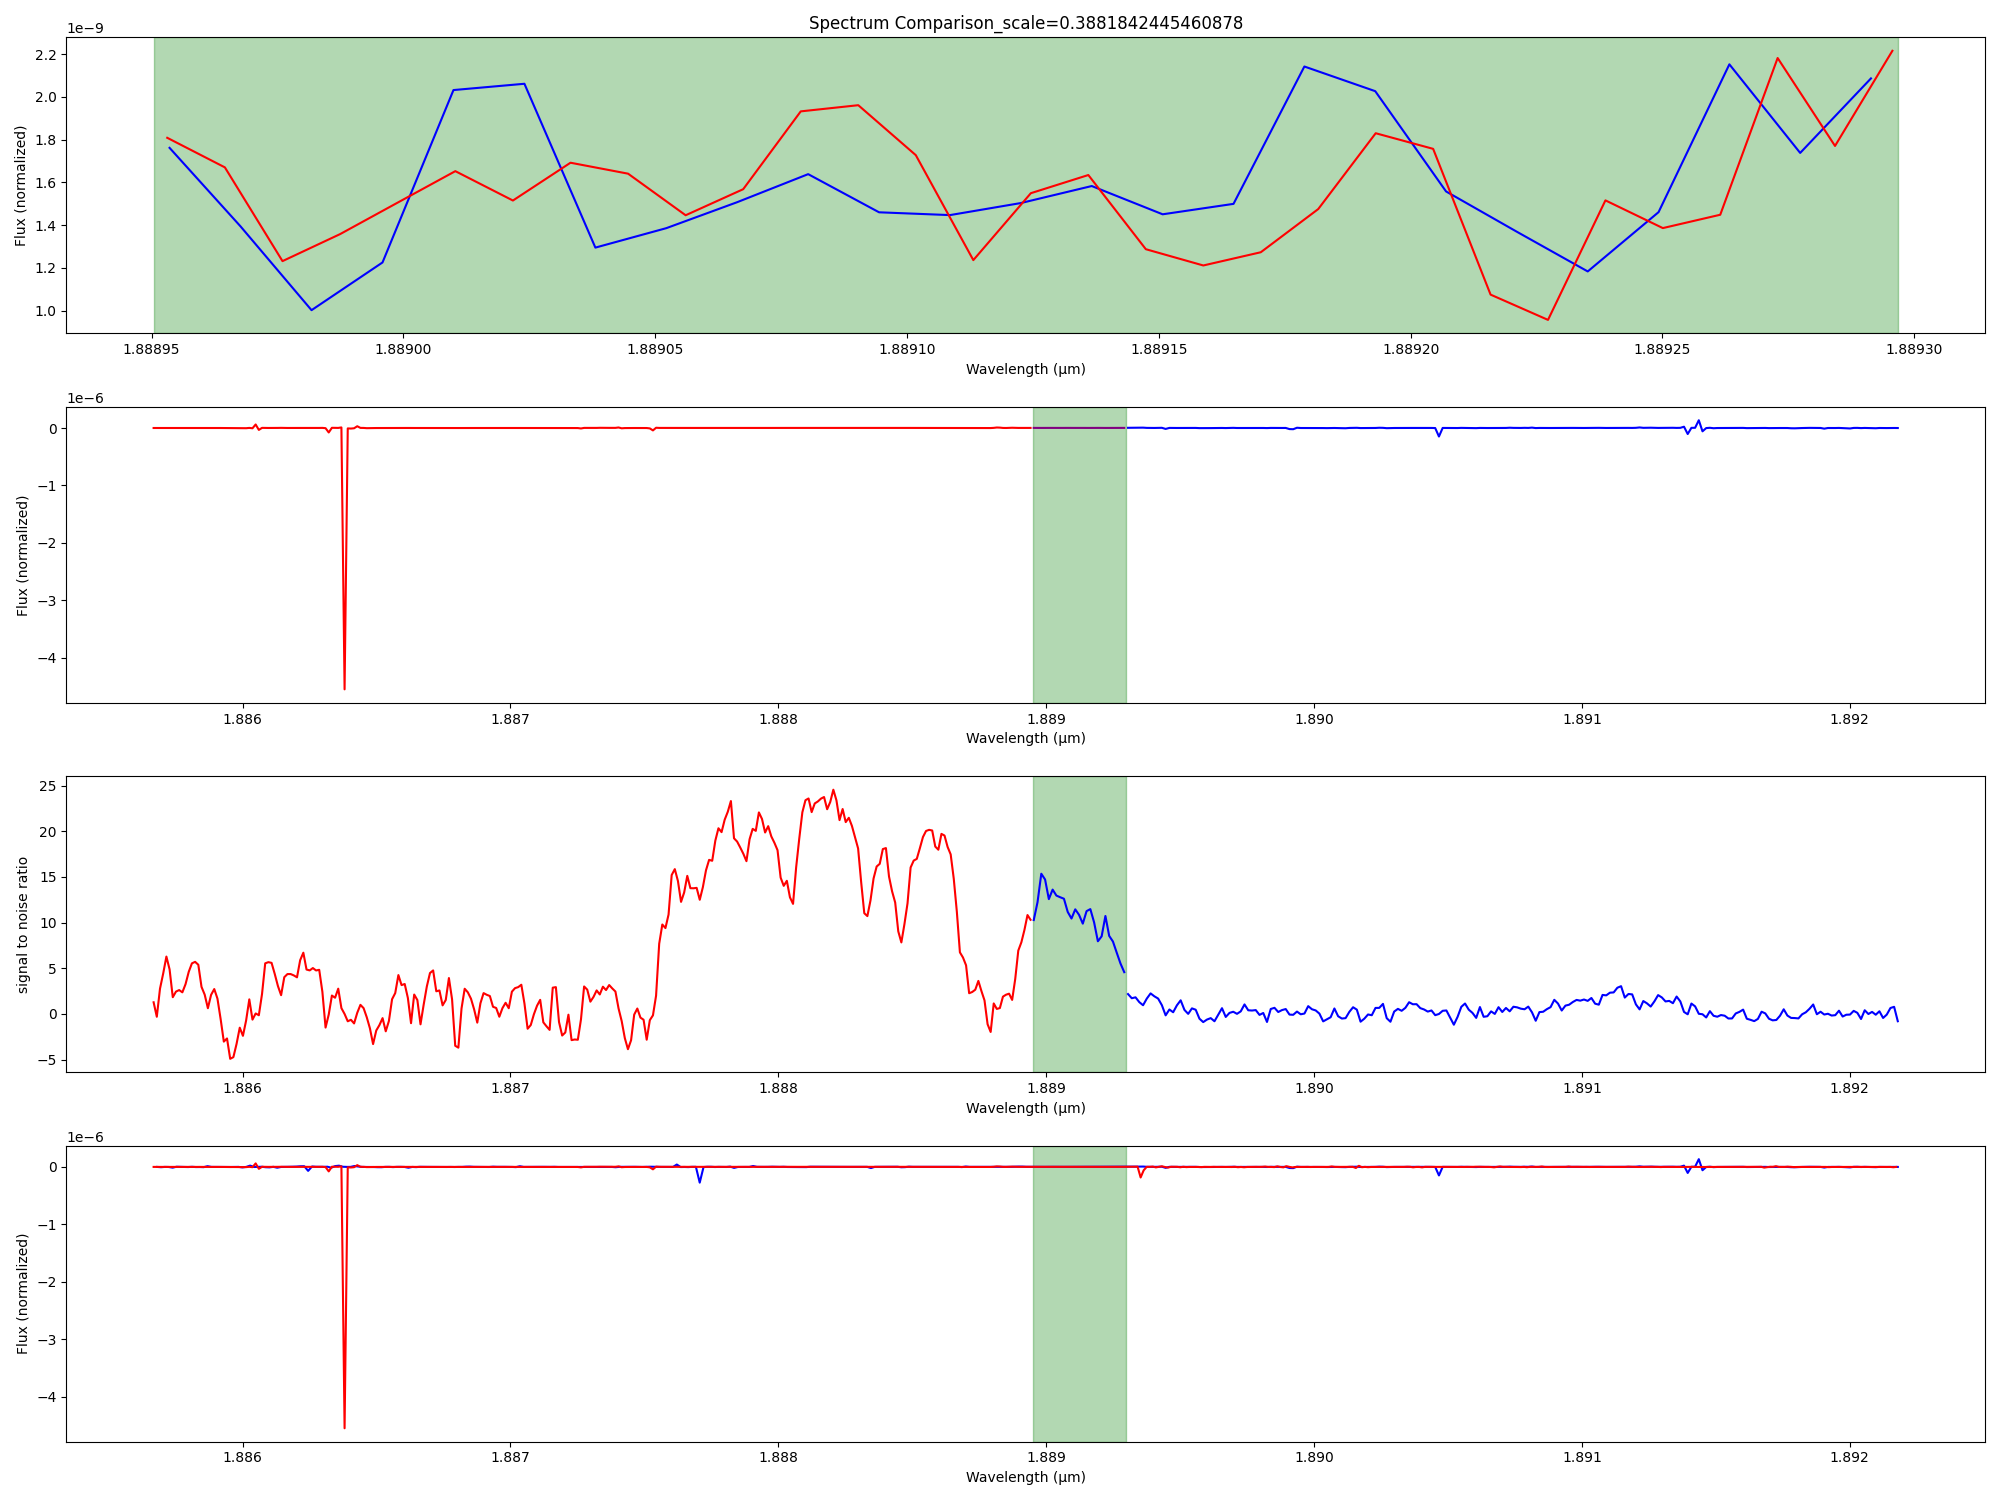 Spectrum Comparison_scale=0.3881842445460878
1e−9
2.2
2.0
1.8
1.6
1.4
1.2
1.0
Flux (normalized)
1.88895 1.88900 1.88905 1.88910 1.88915 1.88920 1.88925 1.88930
Wavelength (μm)
1e−6
0
−1
−2
−3
−4
Flux (normalized)
1.886 1.887 1.888 1.889 1.890 1.891 1.892
Wavelength (μm)
25
20
15
10
5
0
−5
signal to noise ratio
1.886 1.887 1.888 1.889 1.890 1.891 1.892
Wavelength (μm)
1e−6
0
−1
−2
−3
−4
Flux (normalized)
1.886 1.887 1.888 1.889 1.890 1.891 1.892
Wavelength (μm)